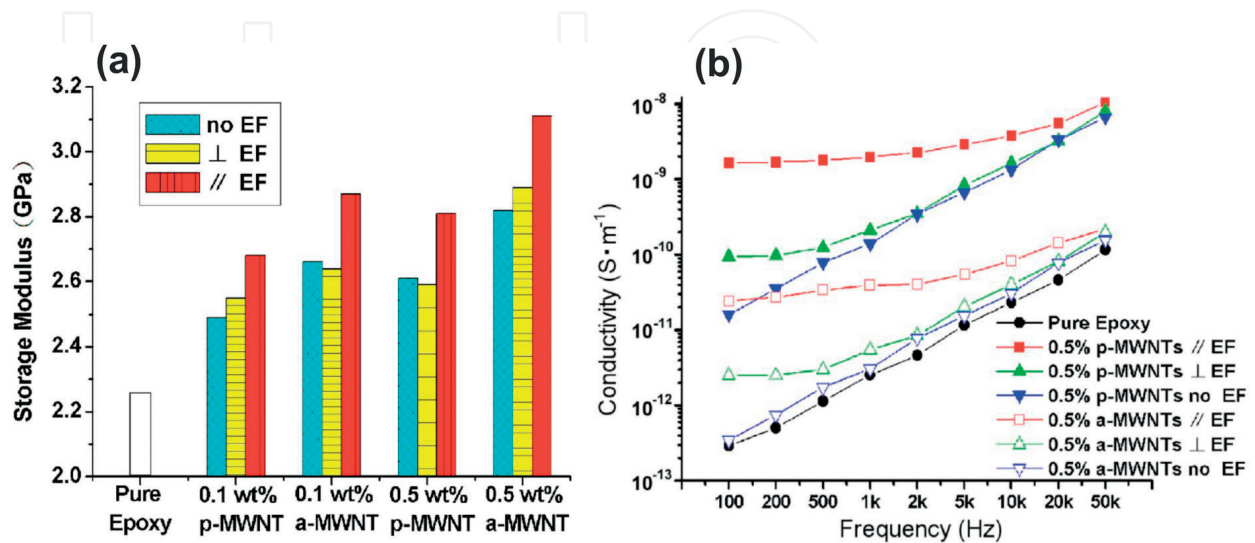 (a)
3.2
3.0
2.8
2.6
2.4
2.2
2.0
Storage Modulus (GPa)
no EF
⊥ EF
// EF
Pure Epoxy
0.1 wt% p-MWNT
0.1 wt% a-MWNT
0.5 wt% p-MWNT
0.5 wt% a-MWNT
(b)
10⁻⁸
10⁻⁹
10⁻¹⁰
10⁻¹¹
10⁻¹²
10⁻¹³
Conductivity (S·m⁻¹)
Pure Epoxy
0.5% p-MWNTs // EF
0.5% p-MWNTs ⊥ EF
0.5% p-MWNTs no EF
0.5% a-MWNTs // EF
0.5% a-MWNTs ⊥ EF
0.5% a-MWNTs no EF
100 200 500 1k 2k 5k 10k 20k 50k
Frequency (Hz)